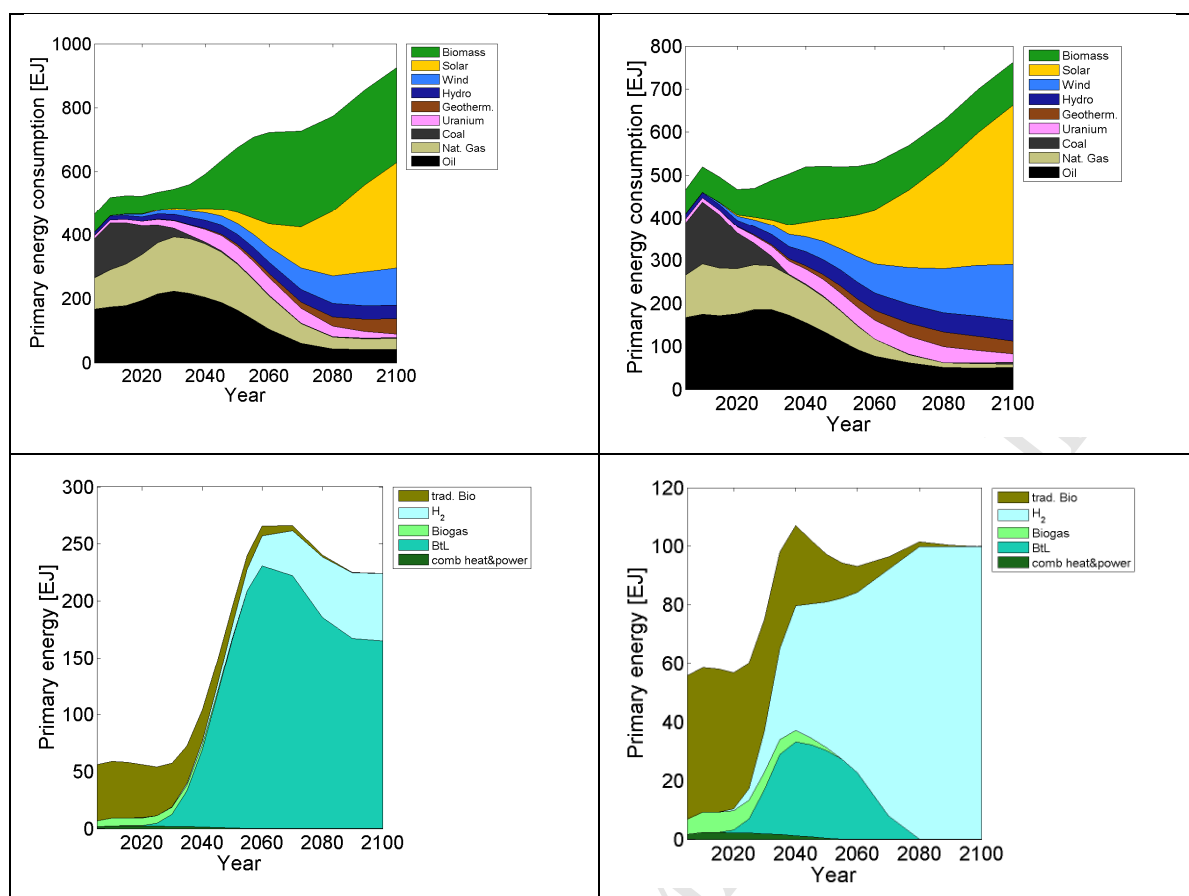 1000
800
600
400
200
0
Primary energy consumption [EJ]
2020 2040 2060 2080 2100
Year
Biomass
Solar
Wind
Hydro
Geotherm.
Uranium
Coal
Nat. Gas
Oil
800
700
600
500
400
300
200
100
0
Primary energy consumption [EJ]
2020 2040 2060 2080 2100
Year
Biomass
Solar
Wind
Hydro
Geotherm.
Uranium
Coal
Nat. Gas
Oil
300
250
200
150
100
50
0
Primary energy [EJ]
2020 2040 2060 2080 2100
Year
trad. Bio
H2
Biogas
BtL
comb heat&power
120
100
80
60
40
20
0
Primary energy [EJ]
2020 2040 2060 2080 2100
Year
trad. Bio
H2
Biogas
BtL
comb heat&power